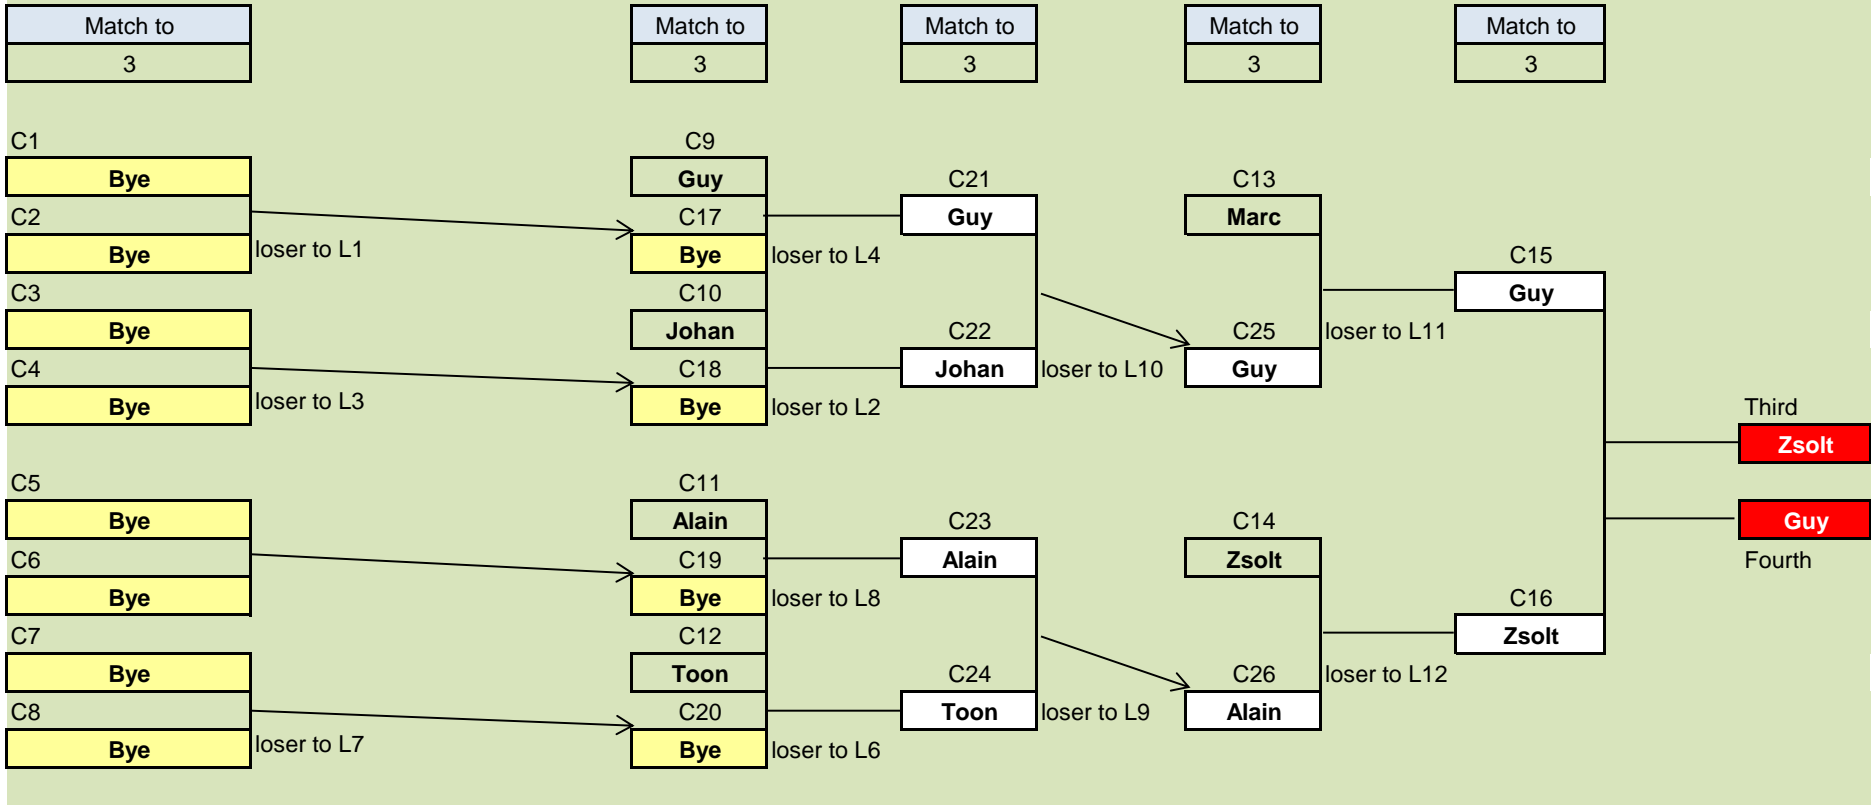 Match to Match to Match to Match to Match to
3 3 3 3 3
C1 C9
Bye Guy C21 C13
C2 C17 Guy Marc
Bye loser to L1 Bye loser to L4 C15
C3 C10 Guy
Bye Johan C22 C25 loser to L11
C4 C18 Johan loser to L10 Guy
Bye loser to L3 Bye loser to L2 Third
Zsolt
C5 C11
Bye Alain C23 C14 Guy
C6 C19 Alain Zsolt Fourth
Bye Bye loser to L8 C16
C7 C12 Zsolt
Bye Toon C24 C26 loser to L12
C8 C20 Toon loser to L9 Alain
Bye loser to L7 Bye loser to L6